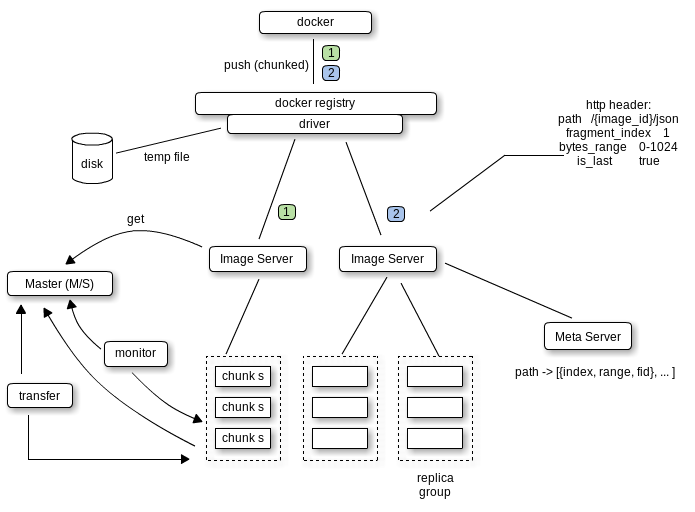 docker
push (chunked)
1
2
docker registry
driver
disk
temp file
http header:
path /{image_id}/json
fragment_index 1
bytes_range 0-1024
is_last true
1
2
get
Image Server
Image Server
Master (M/S)
Meta Server
monitor
path -> [{index, range, fid}, ... ]
transfer
chunk s
chunk s
chunk s
replica
group